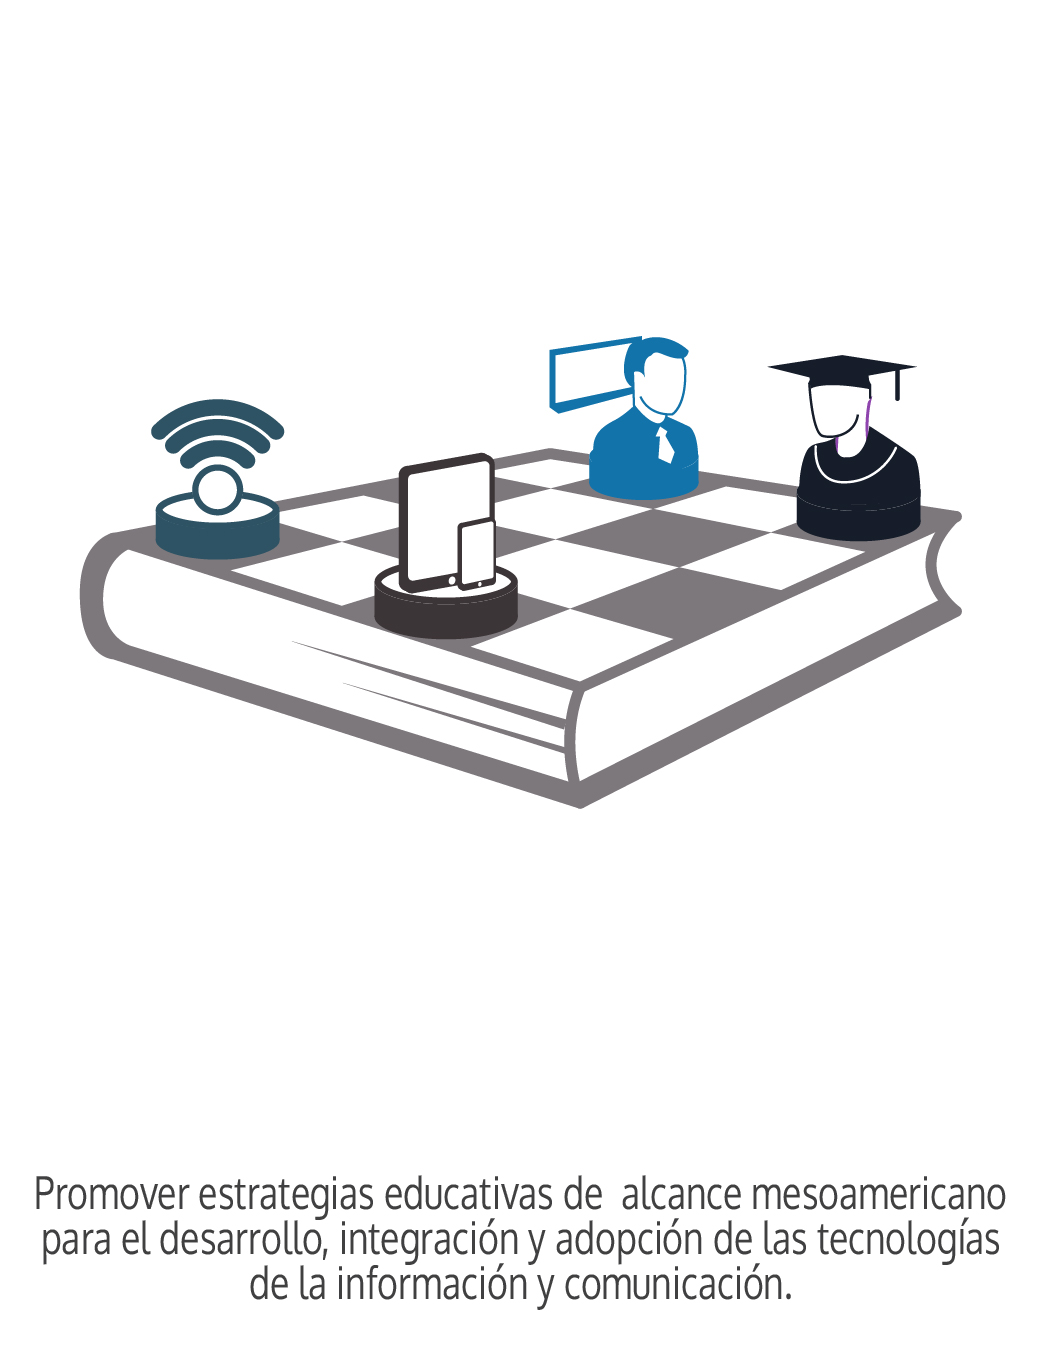 Promover estrategias educativas de alcance mesoamericano
para el desarrollo, integración y adopción de las tecnologías
de la información y comunicación.